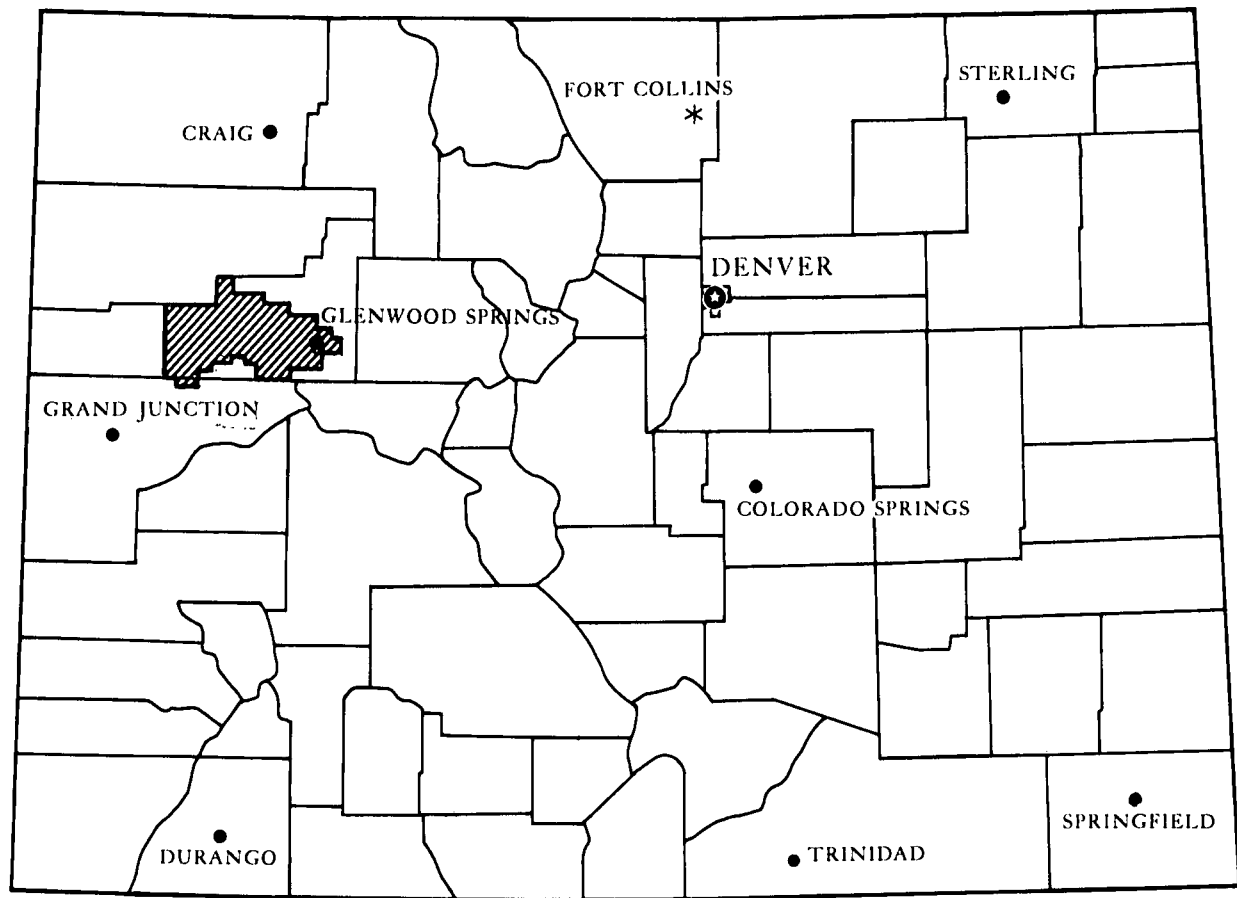 STERLING
FORT COLLINS
CRAIG
DENVER
GLENWOOD SPRINGS
GRAND JUNCTION
COLORADO SPRINGS
SPRINGFIELD
TRINIDAD
DURANGO